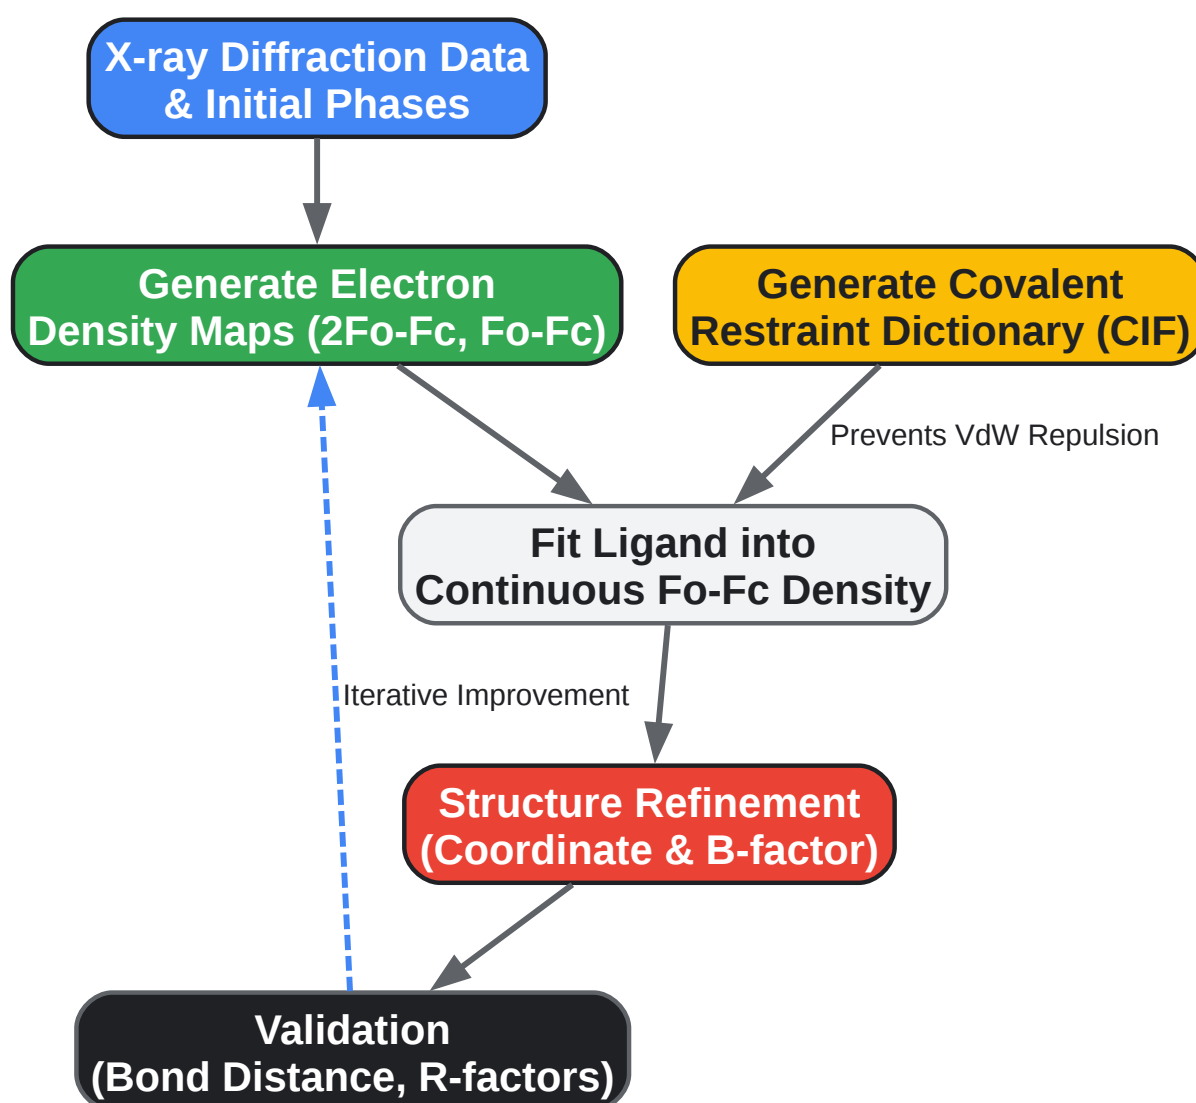 X-ray Diffraction Data
& Initial Phases
Generate Electron
Density Maps (2Fo-Fc, Fo-Fc)
Generate Covalent
Restraint Dictionary (CIF)
Prevents VdW Repulsion
Fit Ligand into
Continuous Fo-Fc Density
Iterative Improvement
Structure Refinement
(Coordinate & B-factor)
Validation
(Bond Distance, R-factors)